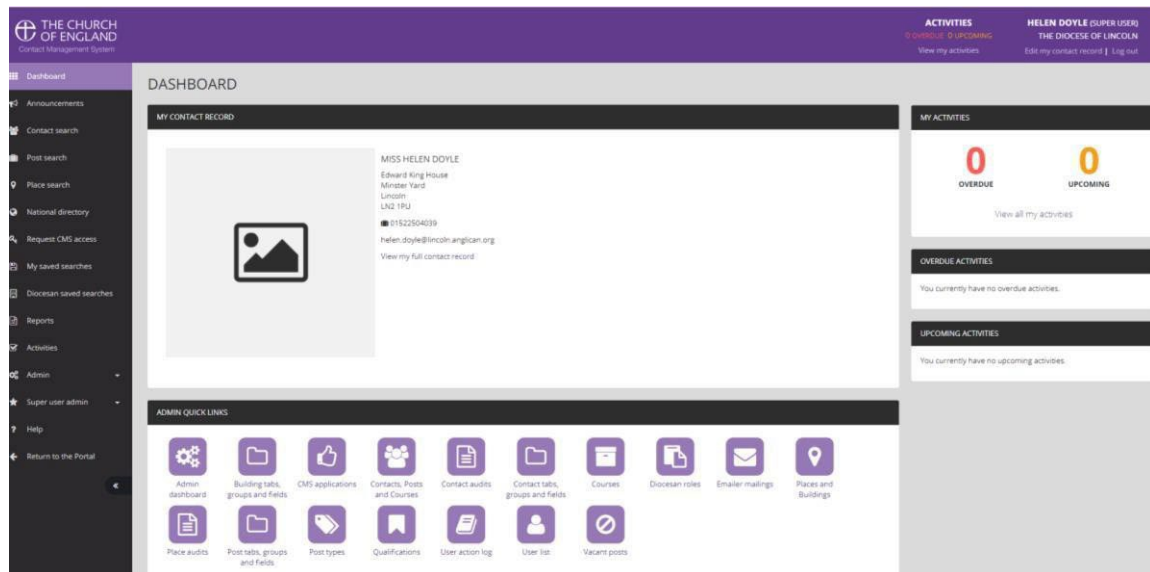 THE CHURCH
OF ENGLAND
Contact Management System
ACTIVITIES
0 OVERDUE 0 UPCOMING
View my activities
HELEN DOYLE (SUPER USER)
THE DIOCESE OF LINCOLN
Edit my contact record | Log out
Dashboard
Announcements
Contact search
Post search
Place search
National directory
Request CMS access
My saved searches
Diocesan saved searches
Reports
Activities
Admin
Super user admin
Help
Return to the Portal
DASHBOARD
MY CONTACT RECORD
MISS HELEN DOYLE
Edward King House
Minster Yard
Lincoln
LN2 1PU
01522504039
helen.doyle@lincoln.anglican.org
View my full contact record
MY ACTIVITIES
0
OVERDUE
0
UPCOMING
View all my activities
OVERDUE ACTIVITIES
You currently have no overdue activities.
UPCOMING ACTIVITIES
You currently have no upcoming activities.
ADMIN QUICK LINKS
Admin
dashboard
Building tabs,
groups and fields
CMS applications
Contacts, Posts
and Courses
Contact audits
Contact tabs,
groups and fields
Courses
Diocesan roles
Emailer mailings
Places and
Buildings
Place audits
Post tabs, groups
and fields
Post types
Qualifications
User action log
User list
Vacant posts